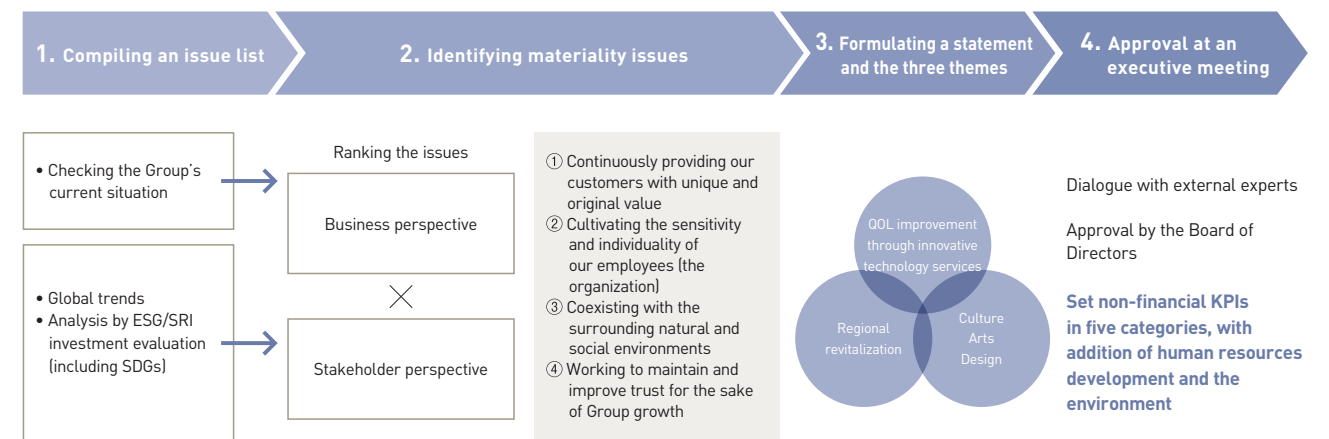 1. Compiling an issue list
2. Identifying materiality issues
3. Formulating a statement
and the three themes
4. Approval at an
executive meeting
• Checking the Group's
current situation
• Global trends
• Analysis by ESG/SRI
investment evaluation
(including SDGs)
Ranking the issues
Business perspective
×
Stakeholder perspective
① Continuously providing our
customers with unique and
original value
② Cultivating the sensitivity
and individuality of
our employees (the
organization)
③ Coexisting with the
surrounding natural and
social environments
④ Working to maintain and
improve trust for the sake
of Group growth
QOL improvement
through innovative
technology services
Regional
revitalization
Culture
Arts
Design
Dialogue with external experts
Approval by the Board of
Directors
Set non-financial KPIs
in five categories, with
addition of human resources
development and the
environment